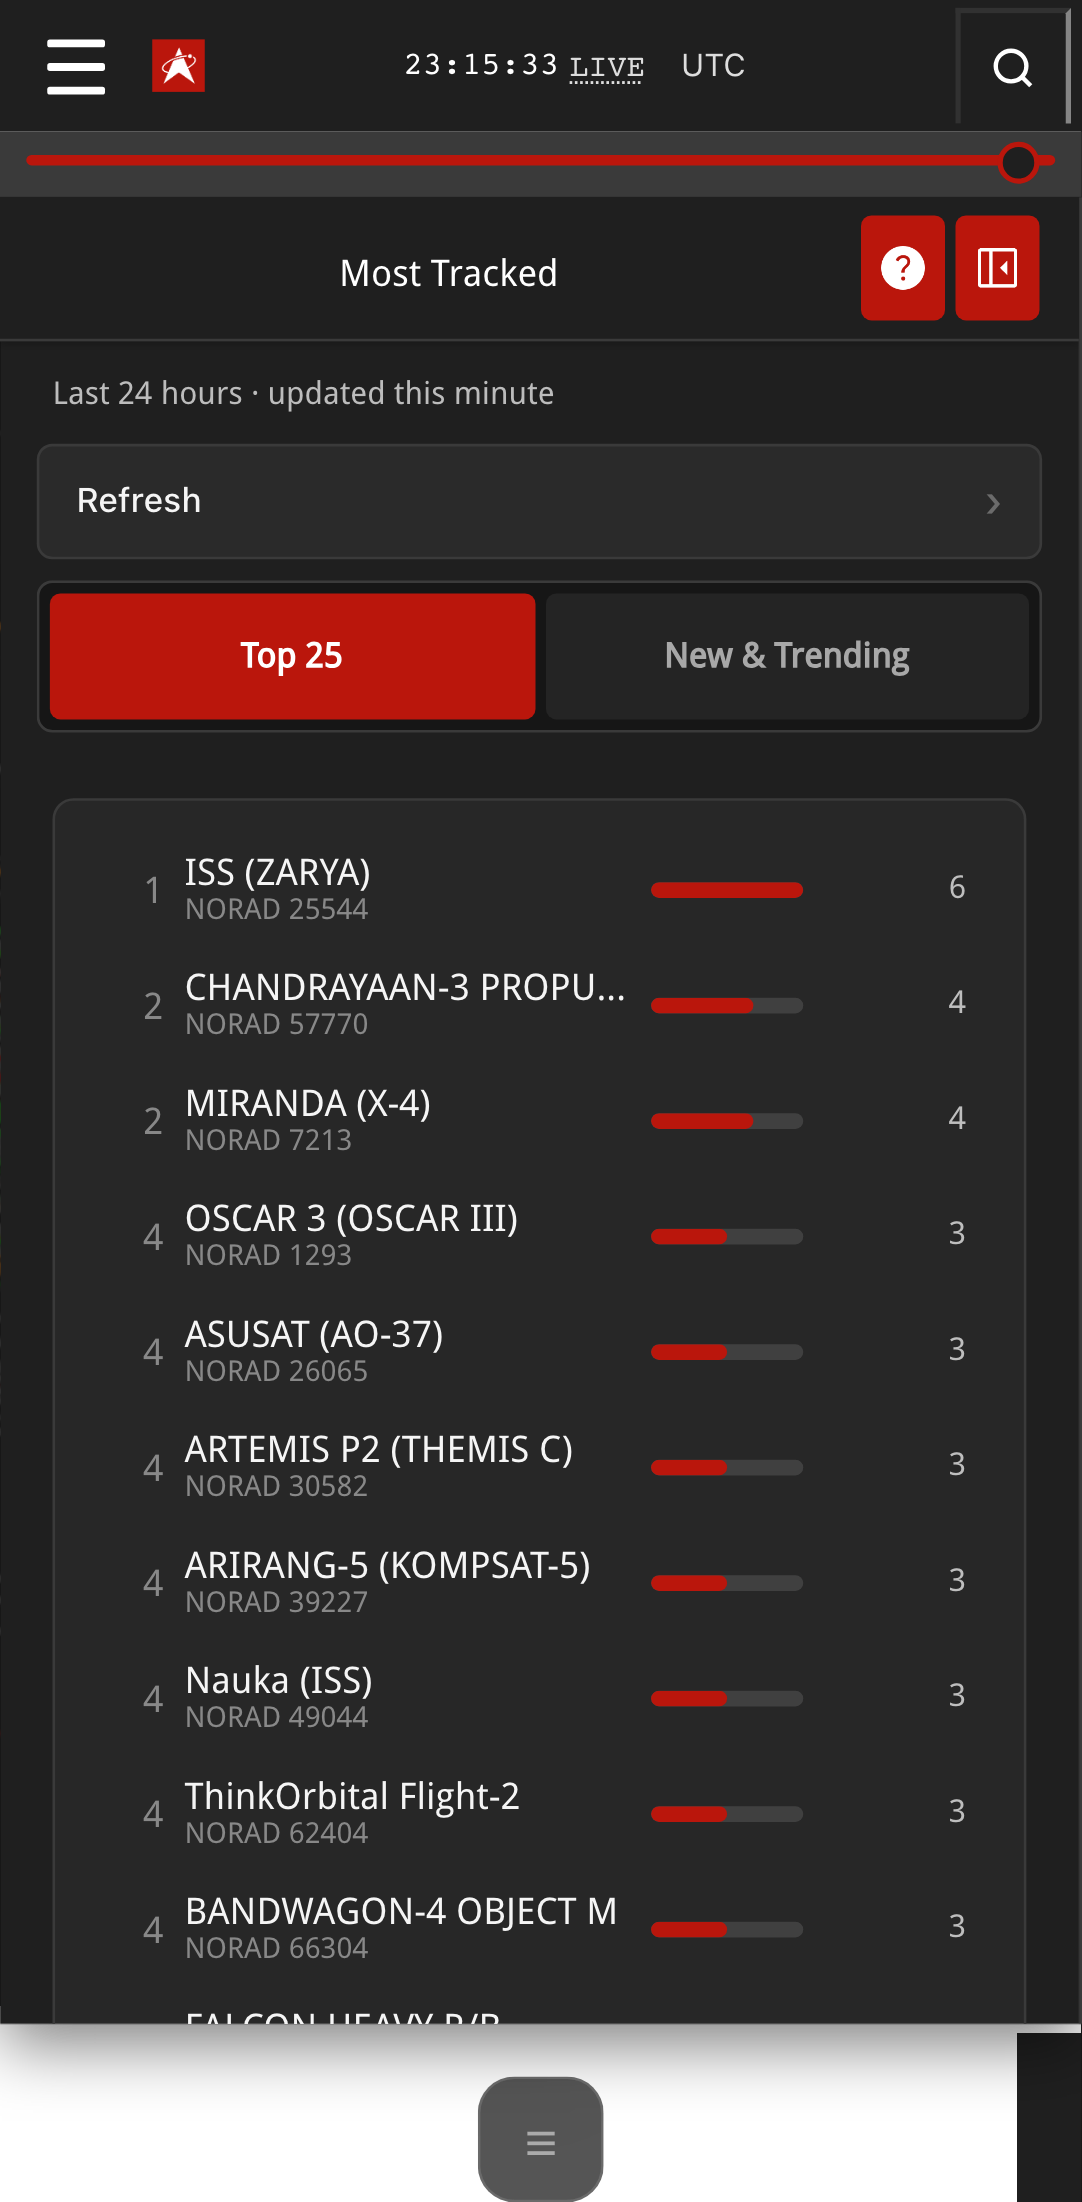 23:15:33 LIVE UTC
Most Tracked
Last 24 hours · updated this minute
Refresh
Top 25
New & Trending
1 ISS (ZARYA) 6
NORAD 25544
2 CHANDRAYAAN-3 PROPU... 4
NORAD 57770
2 MIRANDA (X-4) 4
NORAD 7213
4 OSCAR 3 (OSCAR III) 3
NORAD 1293
4 ASUSAT (AO-37) 3
NORAD 26065
4 ARTEMIS P2 (THEMIS C) 3
NORAD 30582
4 ARIRANG-5 (KOMPSAT-5) 3
NORAD 39227
4 Nauka (ISS) 3
NORAD 49044
4 ThinkOrbital Flight-2 3
NORAD 62404
4 BANDWAGON-4 OBJECT M 3
NORAD 66304
FALCON HEAVY R/B